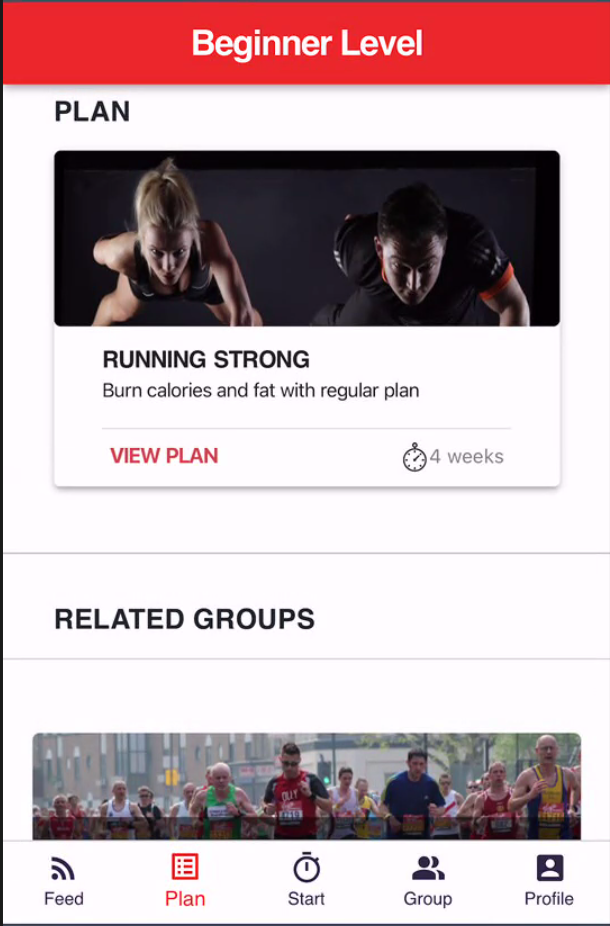 Beginner Level
PLAN
RUNNING STRONG
Burn calories and fat with regular plan
VIEW PLAN
4 weeks
RELATED GROUPS
Feed
Plan
Start
Group
Profile